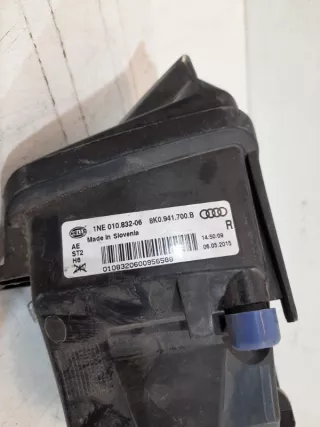 HELLA 1NE 010.832-06 8K0.941.700.B
Made in Slovenia R
AE
ST2 14:50:09
H8 06.05.2015
010832060095658